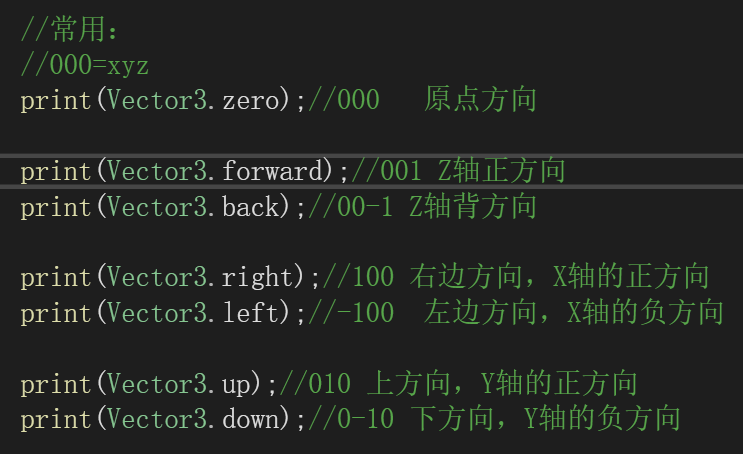 //常用：
//000=xyz
print(Vector3.zero);//000   原点方向
print(Vector3.forward);//001 Z轴正方向
print(Vector3.back);//00-1 Z轴背方向
print(Vector3.right);//100 右边方向，X轴的正方向
print(Vector3.left);//-100  左边方向，X轴的负方向
print(Vector3.up);//010 上方向，Y轴的正方向
print(Vector3.down);//0-10 下方向，Y轴的负方向